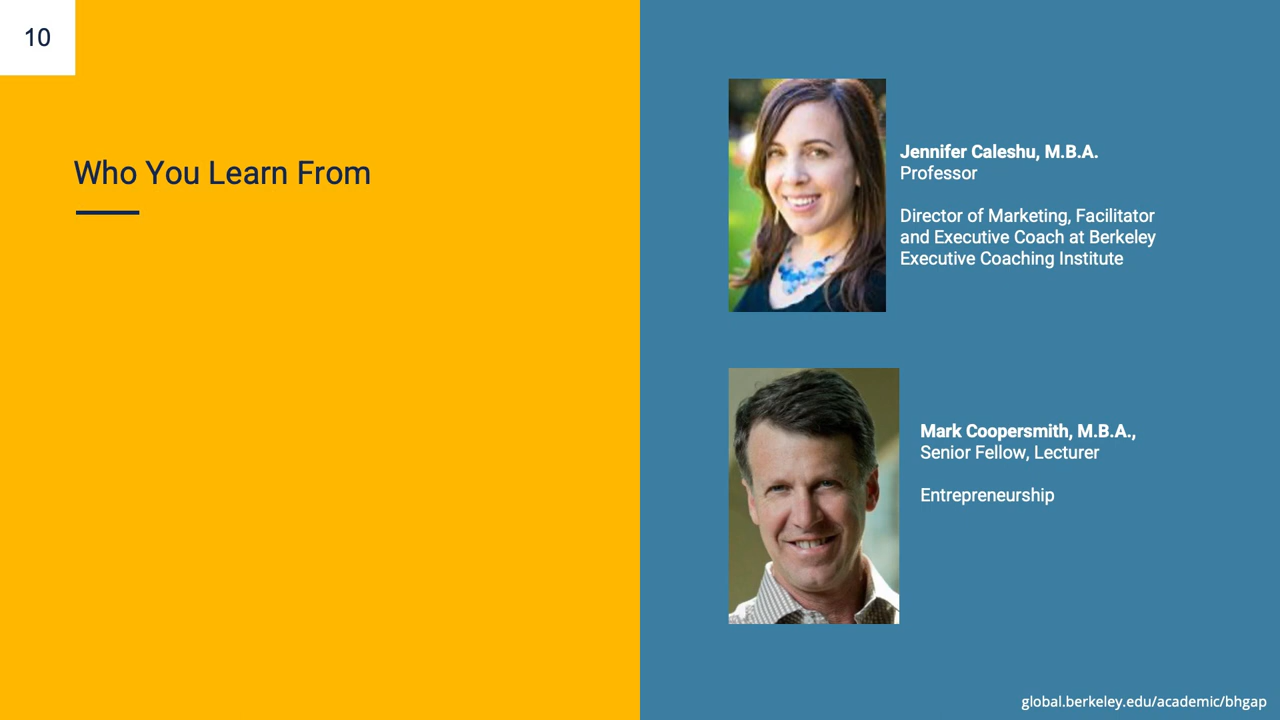 10
Who You Learn From
Jennifer Caleshu, M.B.A.
Professor
Director of Marketing, Facilitator
and Executive Coach at Berkeley
Executive Coaching Institute
Mark Coopersmith, M.B.A.,
Senior Fellow, Lecturer
Entrepreneurship
global.berkeley.edu/academic/bhgap